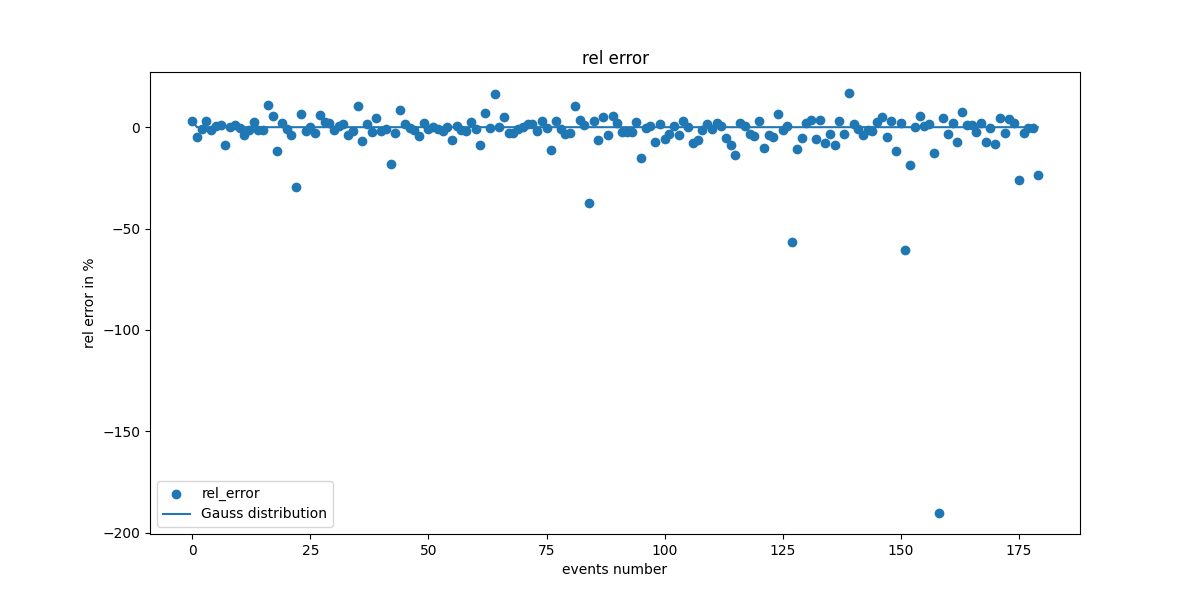 rel error
rel error in %
0
−50
−100
−150
−200
rel_error
Gauss distribution
0 25 50 75 100 125 150 175
events number